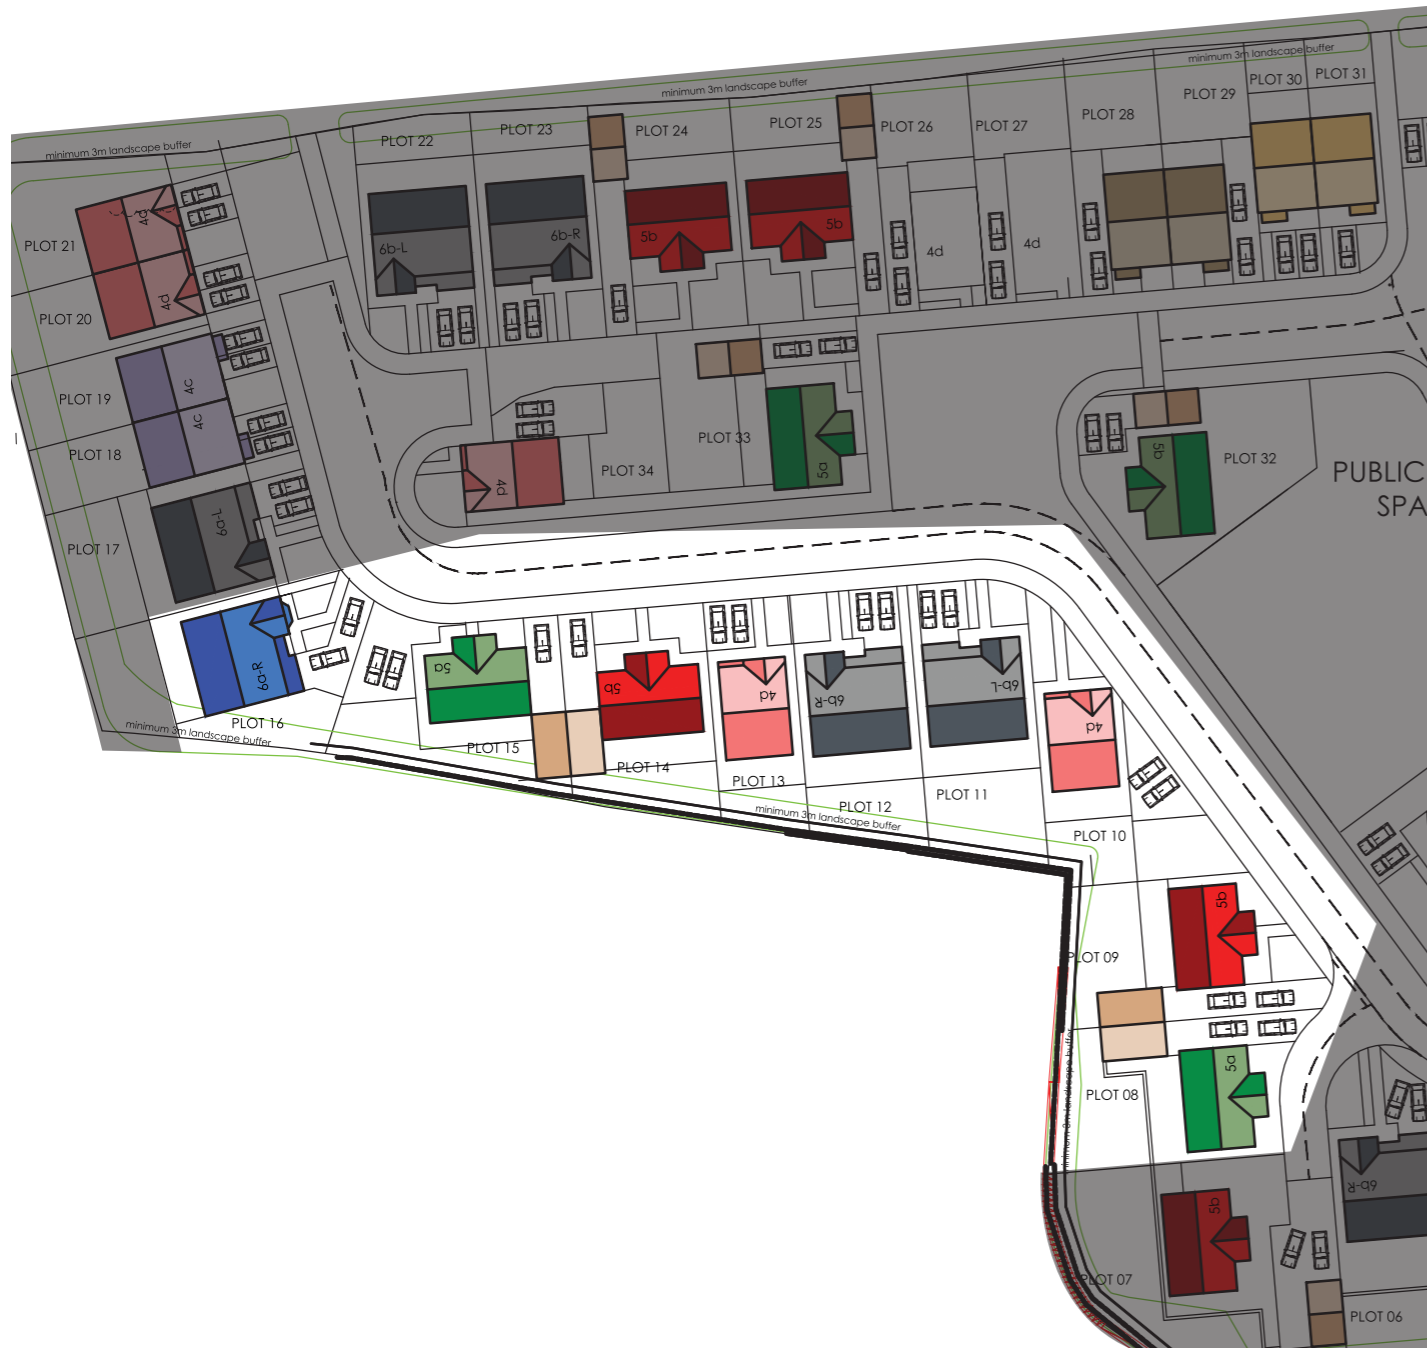 minimum 3m landscape buffer
minimum 3m landscape buffer
minimum 3m landscape buffer
PLOT 30
PLOT 31
PLOT 29
PLOT 28
PLOT 27
PLOT 26
PLOT 25
PLOT 24
PLOT 23
PLOT 22
PLOT 21
4d
6b-L
6b-R
5b
5b
4d
4d
PLOT 20
4d
PLOT 19
4c
PLOT 18
4c
PLOT 33
5a
PLOT 34
4d
5b
PLOT 32
PUBLIC
SPA
PLOT 17
6a-L
6a-R
PLOT 16
minimum 3m landscape buffer
5a
PLOT 15
5b
PLOT 14
4d
PLOT 13
6b-R
PLOT 12
6b-L
PLOT 11
minimum 3m landscape buffer
4d
PLOT 10
5b
PLOT 09
minimum 3m landscape buffer
5a
PLOT 08
6b-R
5b
PLOT 07
PLOT 06